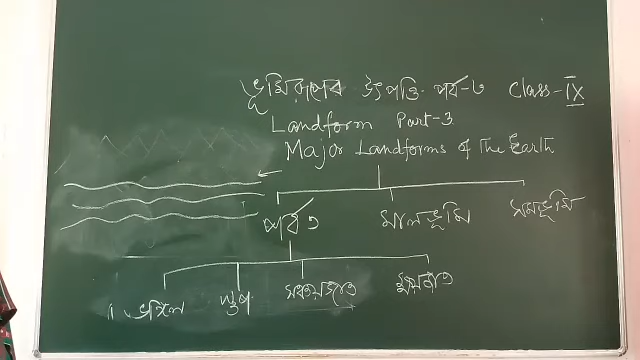 ভূমিরূপের উৎপত্তি পর্ব-৩ Class-IX
Landform Part-3
Major Landforms of The Earth
পর্বত মালভূমি সমভূমি
১. ভঙ্গিল স্তূপ সঞ্চয়জাত ক্ষয়জাত